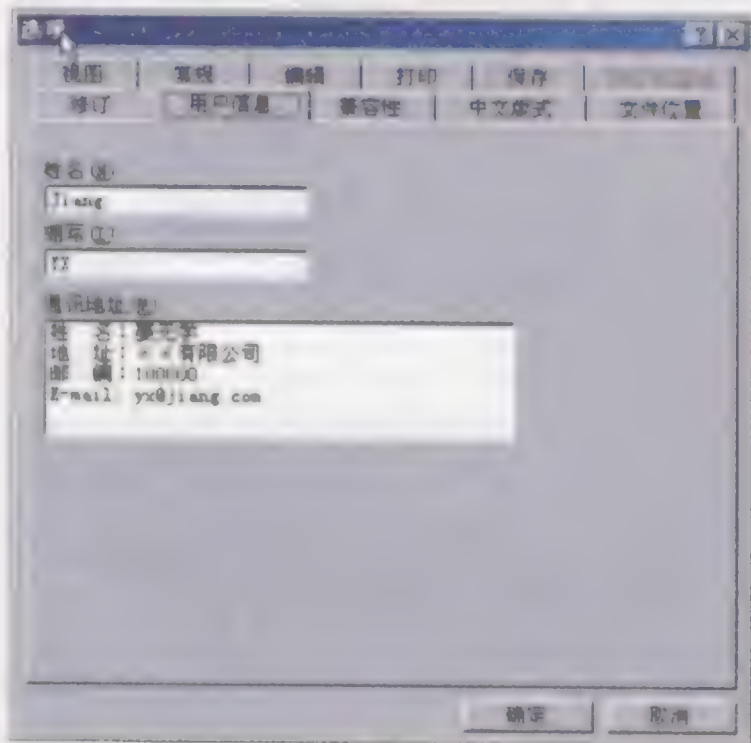 选项
视图 常规 编辑 打印 保存
修订 用户信息 兼容性 中文版式 文件位置
姓名(N)
Jiang
缩写(I)
YX
通讯地址(M)
姓 名:
地 址:××有限公司
邮 编:100000
E-mail yx@jiang.com
确定 取消